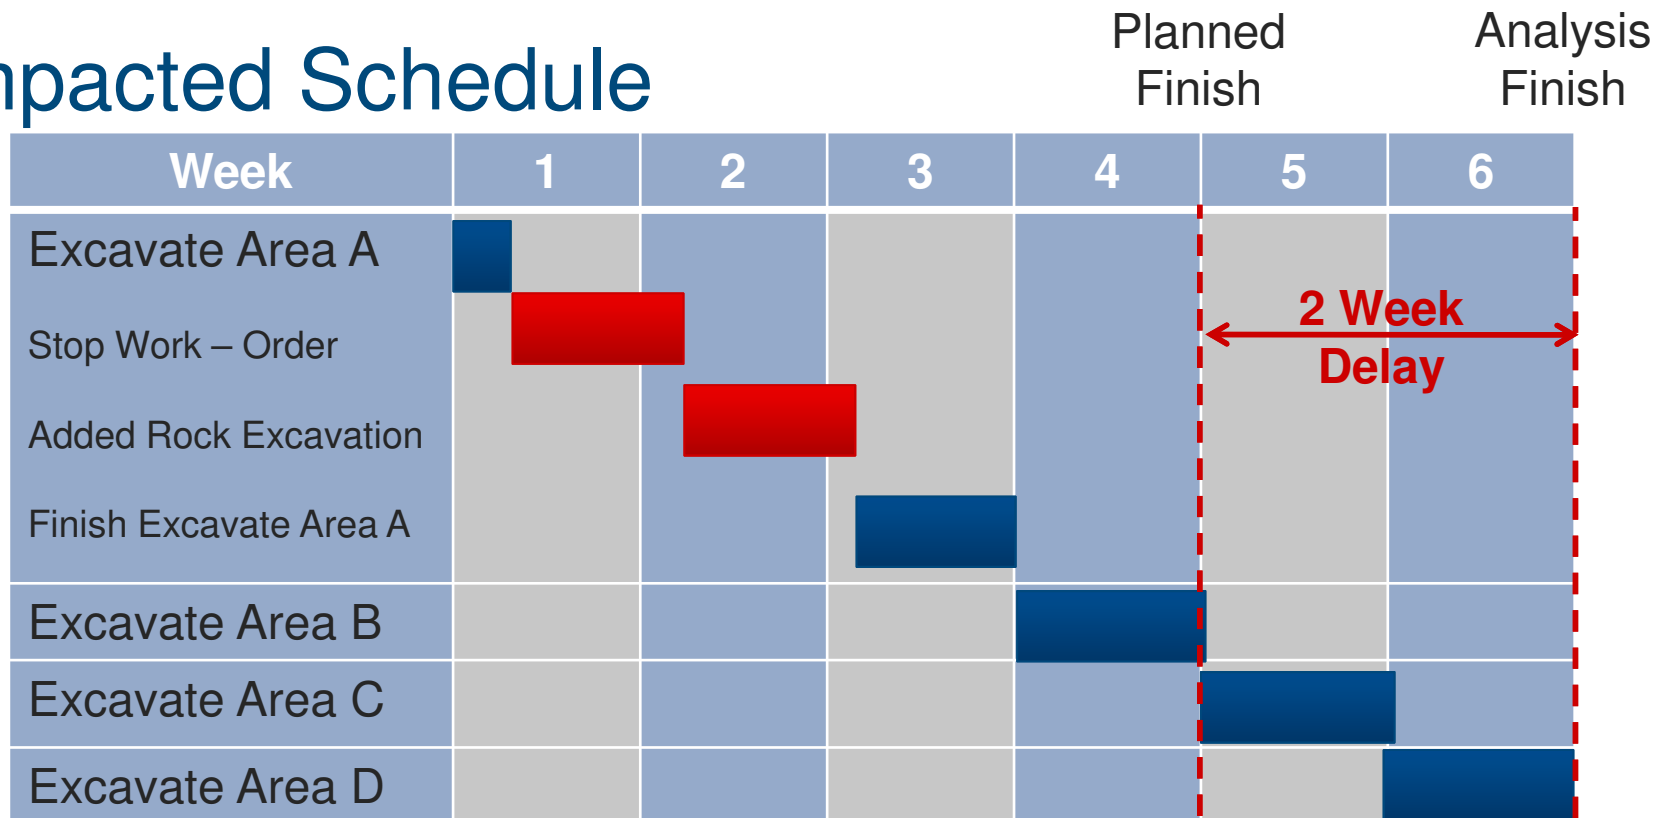 mpacted Schedule
Planned
Finish
Analysis
Finish
Week 1 2 3 4 5 6
Excavate Area A
Stop Work – Order
2 Week
Delay
Added Rock Excavation
Finish Excavate Area A
Excavate Area B
Excavate Area C
Excavate Area D